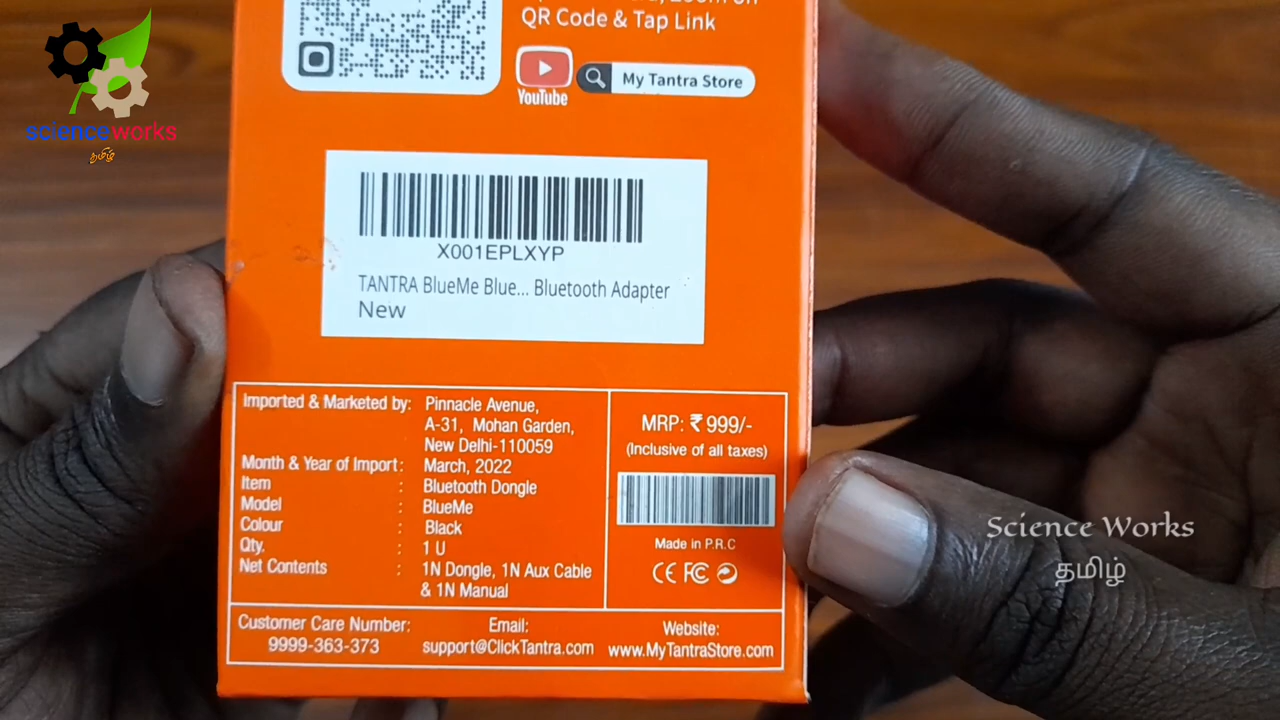 QR Code & Tap Link
YouTube
My Tantra Store
scienceworks
தமிழ்
X001EPLXYP
TANTRA BlueMe Blue... Bluetooth Adapter
New
Imported & Marketed by: Pinnacle Avenue,
A-31, Mohan Garden,
New Delhi-110059
Month & Year of Import : March, 2022
Item : Bluetooth Dongle
Model : BlueMe
Colour : Black
Qty. : 1 U
Net Contents : 1N Dongle, 1N Aux Cable
& 1N Manual
MRP: ₹ 999/-
(Inclusive of all taxes)
Made in P.R.C
CE FC
Customer Care Number:
9999-363-373
Email:
support@ClickTantra.com
Website:
www.MyTantraStore.com
Science Works
தமிழ்